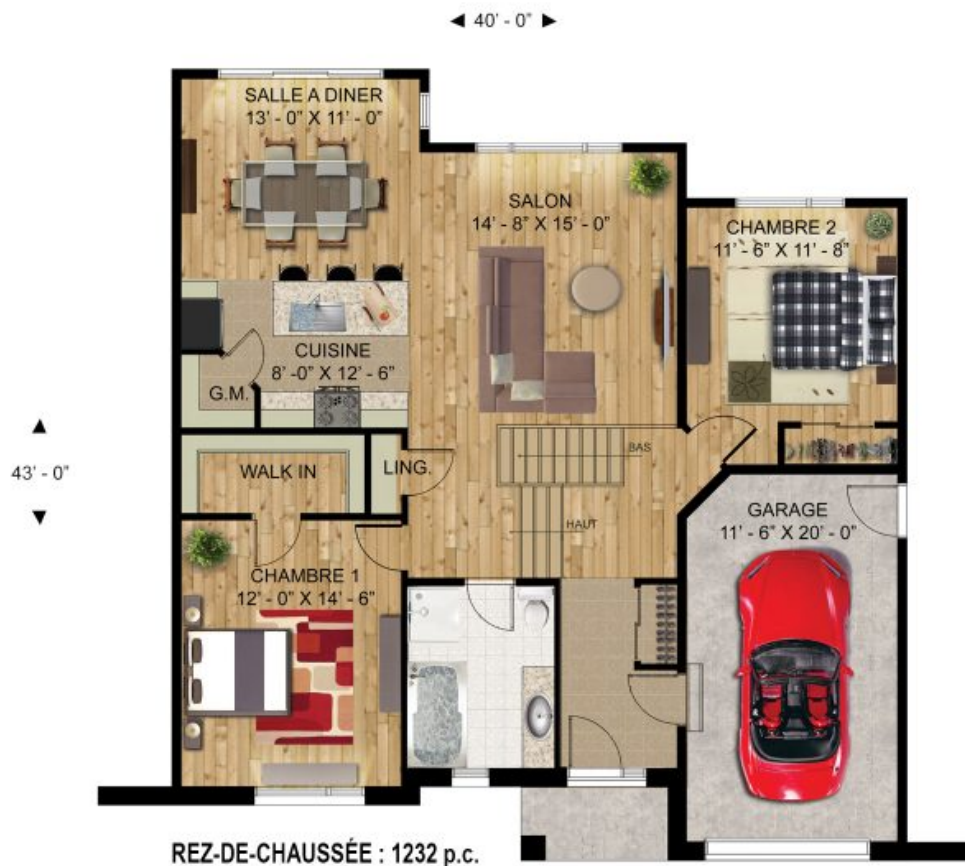 ◄ 40' - 0" ►
SALLE A DINER
13' - 0" X 11' - 0"
SALON
14' - 8" X 15' - 0"
CHAMBRE 2
11' - 6" X 11' - 8"
CUISINE
8' -0" X 12' - 6"
G.M.
▲
43' - 0"
▼
WALK IN
LING.
BAS
HAUT
GARAGE
11' - 6" X 20' - 0"
CHAMBRE 1
12' - 0" X 14' - 6"
REZ-DE-CHAUSSÉE : 1232 p.c.